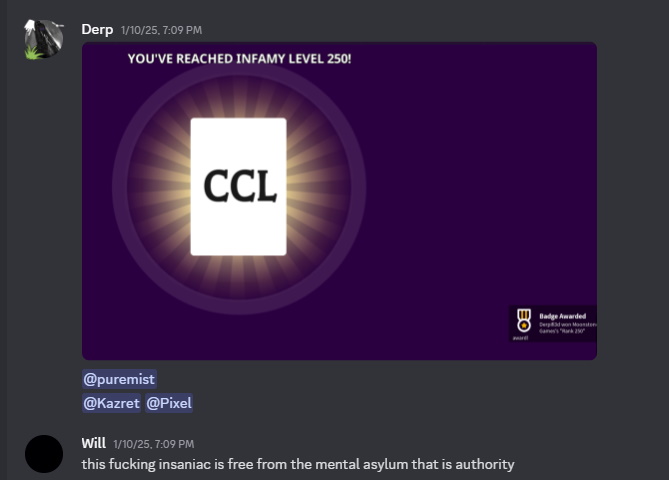 Derp 1/10/25, 7:09 PM
YOU'VE REACHED INFAMY LEVEL 250!
CCL
Badge Awarded
DerpR3d won Moonston
Games's "Rank 250"
award!
@puremist
@Kazret @Pixel
Will 1/10/25, 7:09 PM
this fucking insaniac is free from the mental asylum that is authority